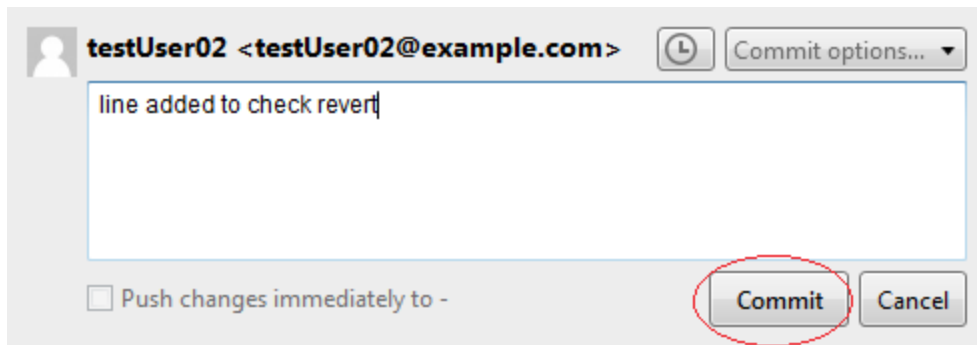 testUser02 <testUser02@example.com>
Commit options...
line added to check revert
Push changes immediately to -
Commit
Cancel